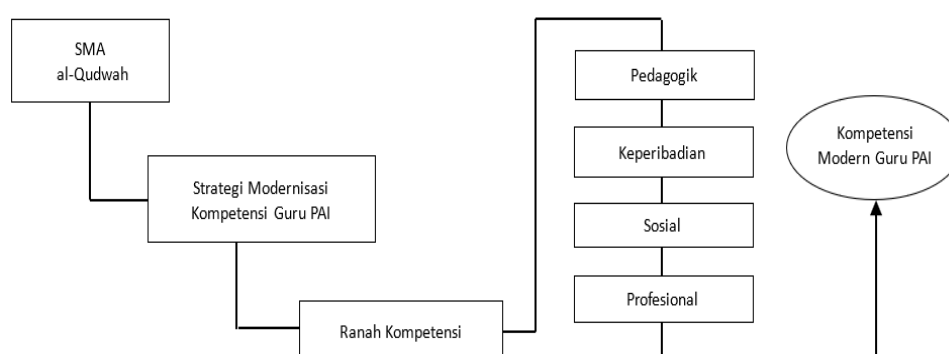 SMA
al-Qudwah
Strategi Modernisasi
Kompetensi Guru PAI
Ranah Kompetensi
Pedagogik
Keperibadian
Sosial
Profesional
Kompetensi
Modern Guru PAI